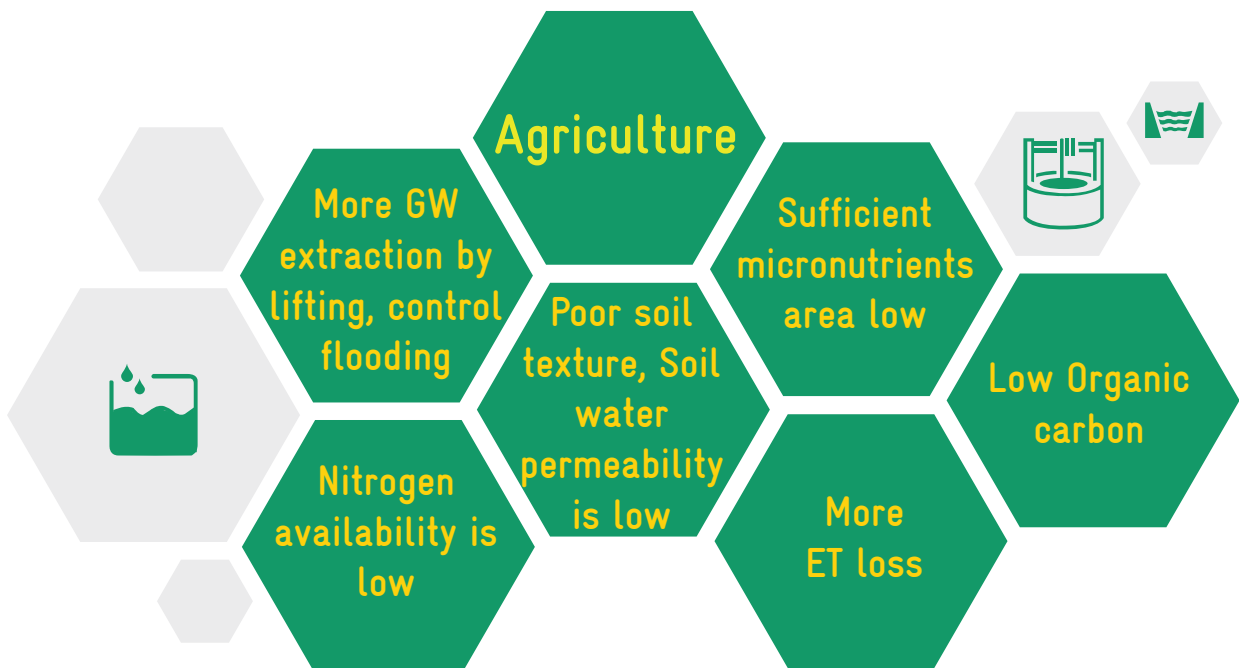 Agriculture
More GW
extraction by
lifting, control
flooding
Sufficient
micronutrients
area low
Poor soil
texture, Soil
water
permeability
is low
Low Organic
carbon
Nitrogen
availability is
low
More
ET loss